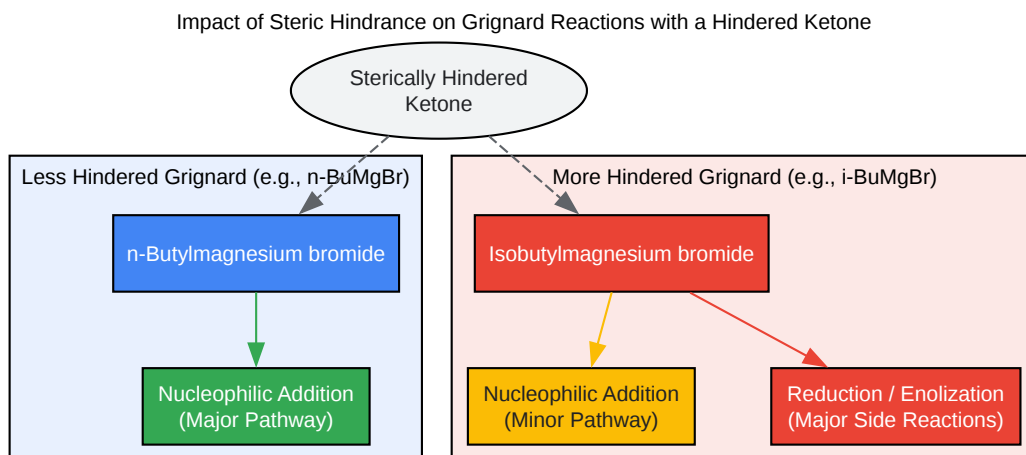 Impact of Steric Hindrance on Grignard Reactions with a Hindered Ketone
Sterically Hindered
Ketone
Less Hindered Grignard (e.g., n-BuMgBr)
n-Butylmagnesium bromide
Nucleophilic Addition
(Major Pathway)
More Hindered Grignard (e.g., i-BuMgBr)
Isobutylmagnesium bromide
Nucleophilic Addition
(Minor Pathway)
Reduction / Enolization
(Major Side Reactions)